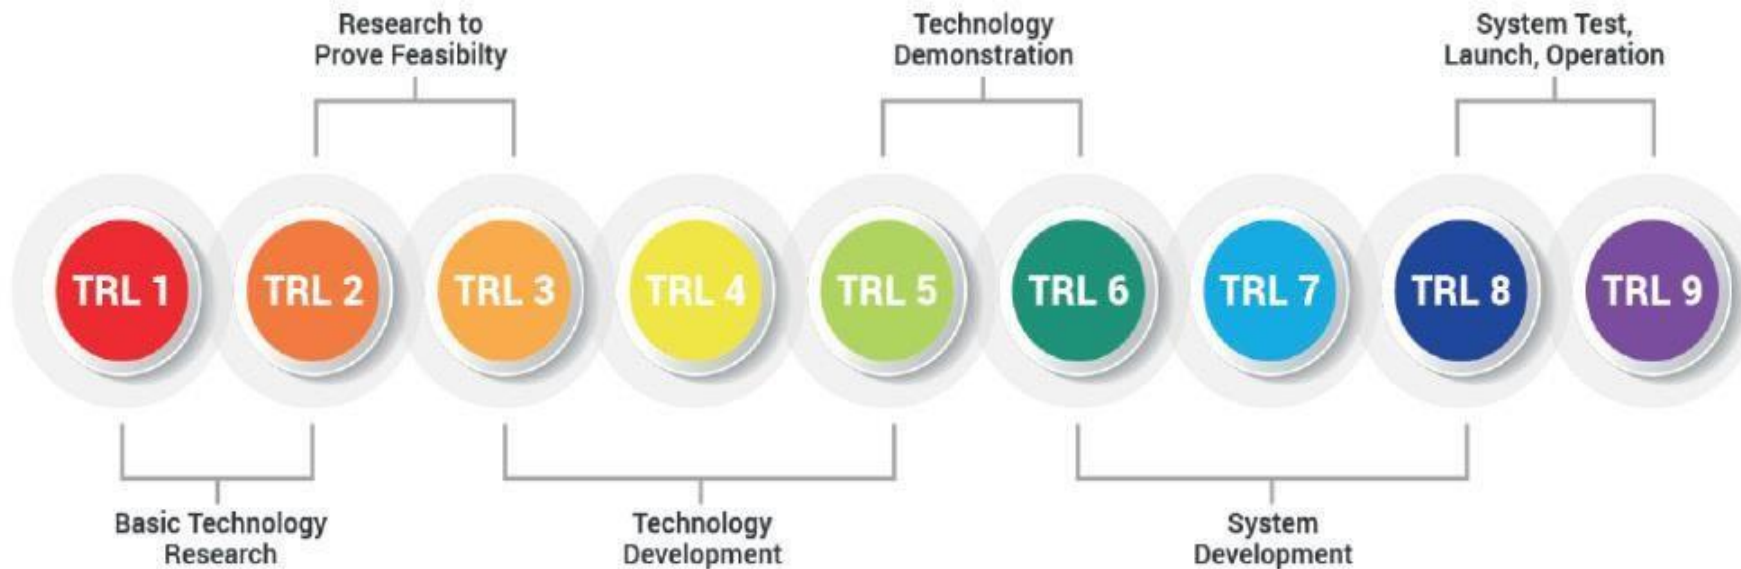 Research to
Prove Feasibilty
Technology
Demonstration
System Test,
Launch, Operation
TRL 1
TRL 2
TRL 3
TRL 4
TRL 5
TRL 6
TRL 7
TRL 8
TRL 9
Basic Technology
Research
Technology
Development
System
Development